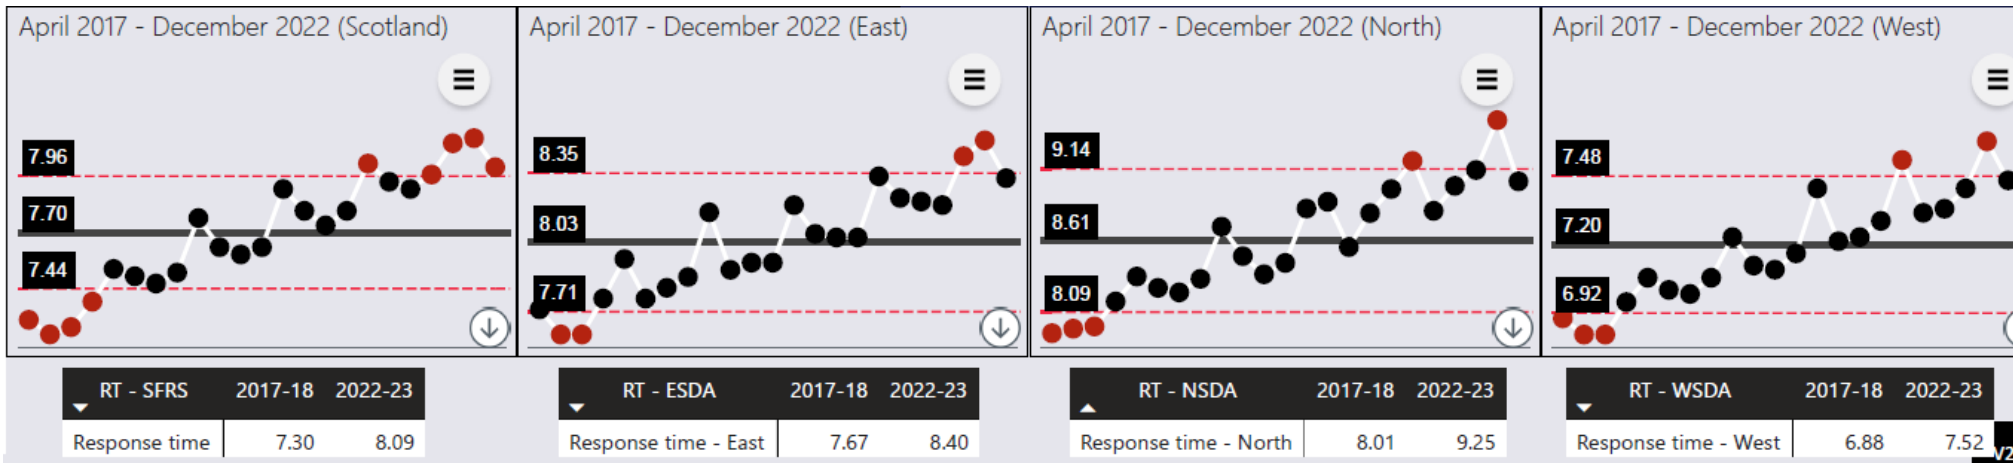 April 2017 - December 2022 (Scotland)
7.96
7.70
7.44
April 2017 - December 2022 (East)
8.35
8.03
7.71
April 2017 - December 2022 (North)
9.14
8.61
8.09
April 2017 - December 2022 (West)
7.48
7.20
6.92
RT - SFRS 2017-18 2022-23
Response time 7.30 8.09
RT - ESDA 2017-18 2022-23
Response time - East 7.67 8.40
RT - NSDA 2017-18 2022-23
Response time - North 8.01 9.25
RT - WSDA 2017-18 2022-23
Response time - West 6.88 7.52